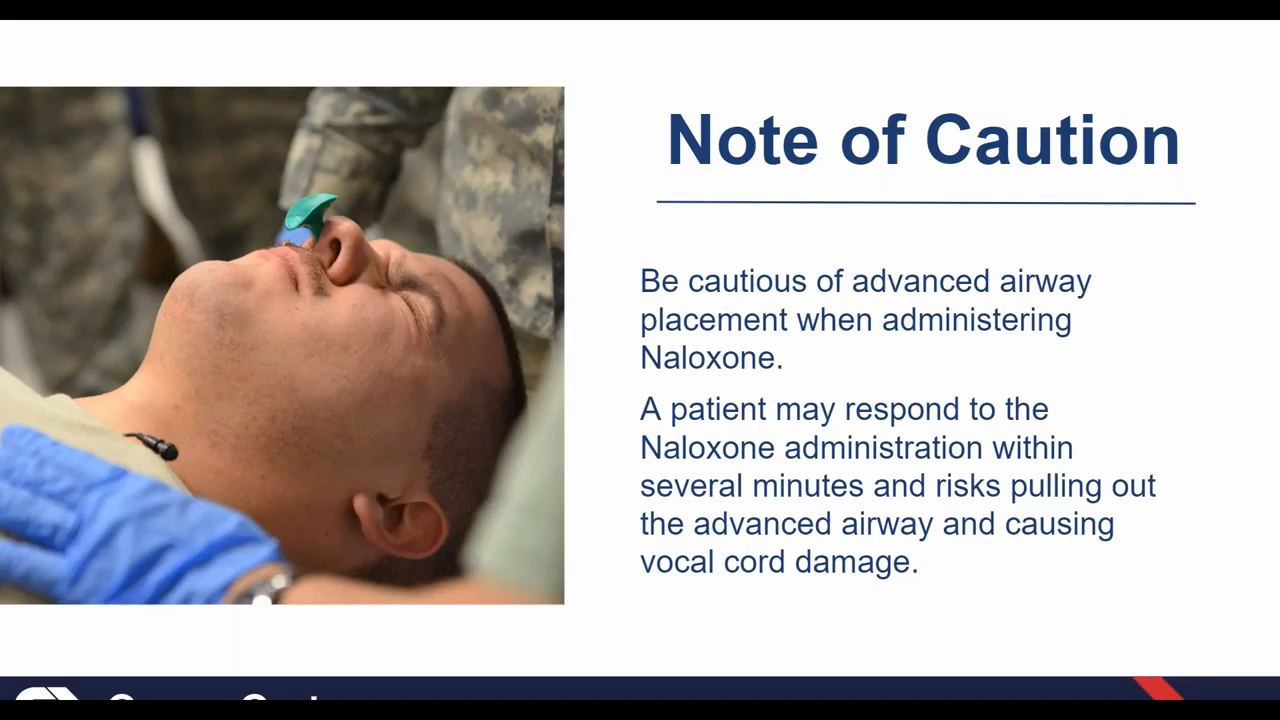 Note of Caution
Be cautious of advanced airway
placement when administering
Naloxone.
A patient may respond to the
Naloxone administration within
several minutes and risks pulling out
the advanced airway and causing
vocal cord damage.